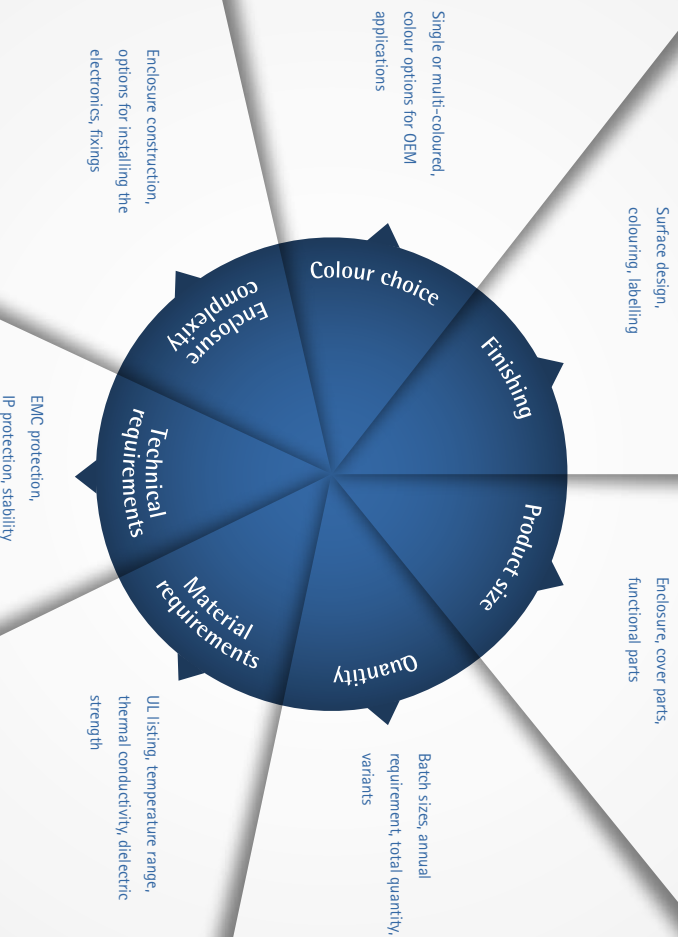 Surface design,
colouring, labelling
Finishing
Enclosure, cover parts,
functional parts
Product size
Batch sizes, annual
requirement, total quantity,
variants
Quantity
UL listing, temperature range,
thermal conductivity, dielectric
strength
Material
requirements
EMC protection,
IP protection, stability
Technical
requirements
Enclosure construction,
options for installing the
electronics, fixings
Enclosure
complexity
Single or multi-coloured,
colour options for OEM
applications
Colour choice